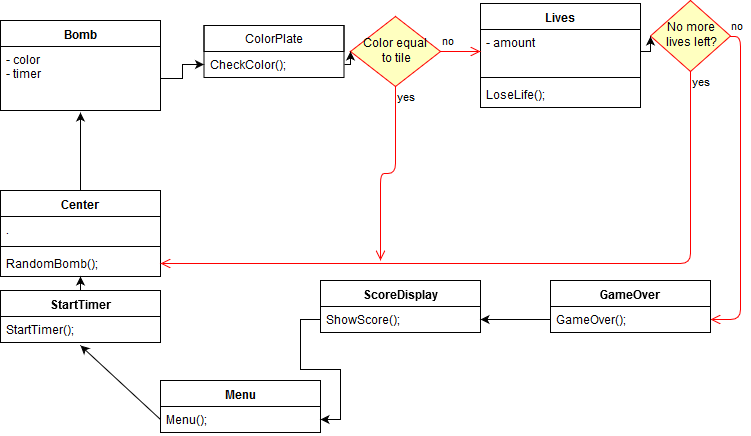 Bomb
- color
- timer
ColorPlate
CheckColor();
Color equal
to tile
no
yes
Lives
- amount
LoseLife();
No more
lives left?
no
yes
Center
.
RandomBomb();
StartTimer
StartTimer();
ScoreDisplay
ShowScore();
GameOver
GameOver();
Menu
Menu();